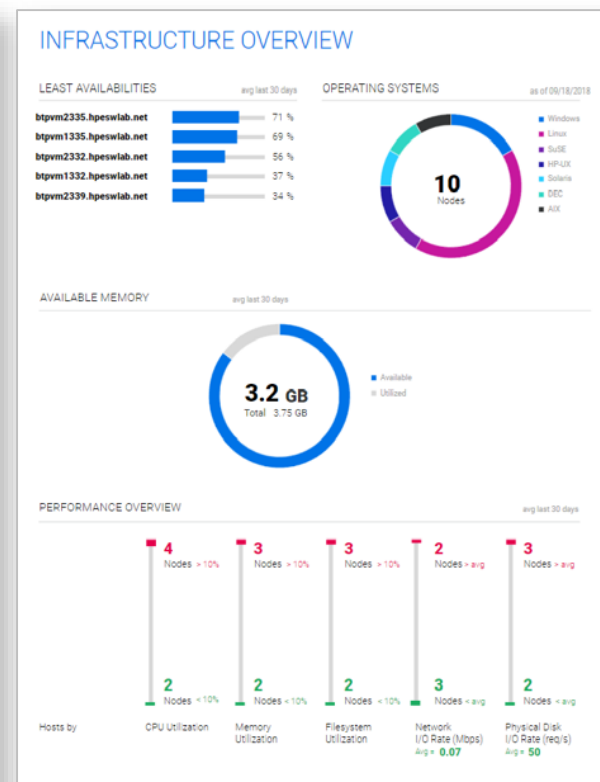 INFRASTRUCTURE OVERVIEW
LEAST AVAILABILITIES avg last 30 days
btpvm2335.hpeswlab.net 71 %
btpvm1335.hpeswlab.net 69 %
btpvm2332.hpeswlab.net 56 %
btpvm1332.hpeswlab.net 37 %
btpvm2339.hpeswlab.net 34 %
OPERATING SYSTEMS as of 09/18/2018
10
Nodes
Windows
Linux
SuSE
HP-UX
Solaris
DEC
AIX
AVAILABLE MEMORY avg last 30 days
3.2 GB
Total 3.75 GB
Available
Utilized
PERFORMANCE OVERVIEW avg last 30 days
4 3 3 2 3
Nodes > 10% Nodes > 10% Nodes > 10% Nodes > avg Nodes > avg
2 2 2 3 2
Nodes < 10% Nodes < 10% Nodes < 10% Nodes < avg Nodes < avg
Hosts by CPU Utilization Memory Filesystem Network Physical Disk
Utilization Utilization I/O Rate (Mbps) I/O Rate (req/s)
Avg = 0.07 Avg = 50